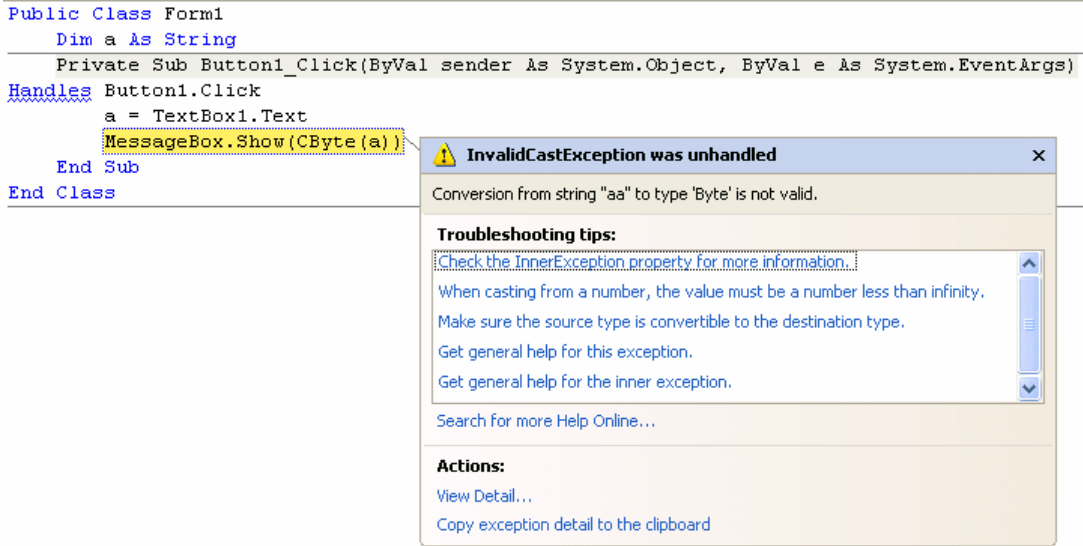 Public Class Form1
Dim a As String
Private Sub Button1_Click(ByVal sender As System.Object, ByVal e As System.EventArgs)
Handles Button1.Click
a = TextBox1.Text
MessageBox.Show(CByte(a))
End Sub
End Class
InvalidCastException was unhandled
Conversion from string "aa" to type 'Byte' is not valid.
Troubleshooting tips:
Check the InnerException property for more information.
When casting from a number, the value must be a number less than infinity.
Make sure the source type is convertible to the destination type.
Get general help for this exception.
Get general help for the inner exception.
Search for more Help Online...
Actions:
View Detail...
Copy exception detail to the clipboard